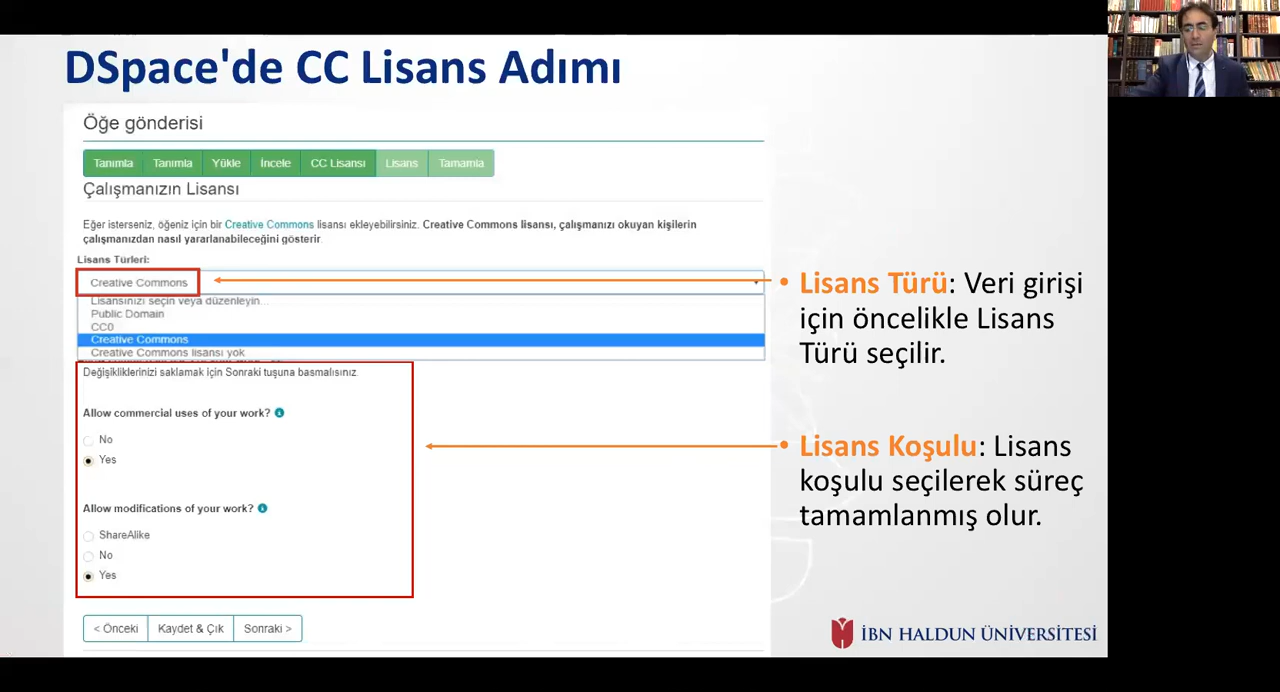 DSpace'de CC Lisans Adımı
Öğe gönderisi
Tanımla Tanımla Yükle İncele CC Lisansı Lisans Tamamla
Çalışmanızın Lisansı
Eğer isterseniz, öğeniz için bir Creative Commons lisansı ekleyebilirsiniz. Creative Commons lisansı, çalışmanızı okuyan kişilerin
çalışmanızdan nasıl yararlanabileceğini gösterir.
Lisans Türleri:
Creative Commons
Lisansınızı seçin veya düzenleyin...
Public Domain
CC0
Creative Commons
Creative Commons lisansı yok
Değişikliklerinizi saklamak için Sonraki tuşuna basmalısınız.
Allow commercial uses of your work?
No
Yes
Allow modifications of your work?
ShareAlike
No
Yes
< Önceki Kaydet & Çık Sonraki >
• Lisans Türü: Veri girişi
için öncelikle Lisans
Türü seçilir.
• Lisans Koşulu: Lisans
koşulu seçilerek süreç
tamamlanmış olur.
İBN HALDUN ÜNİVERSİTESİ